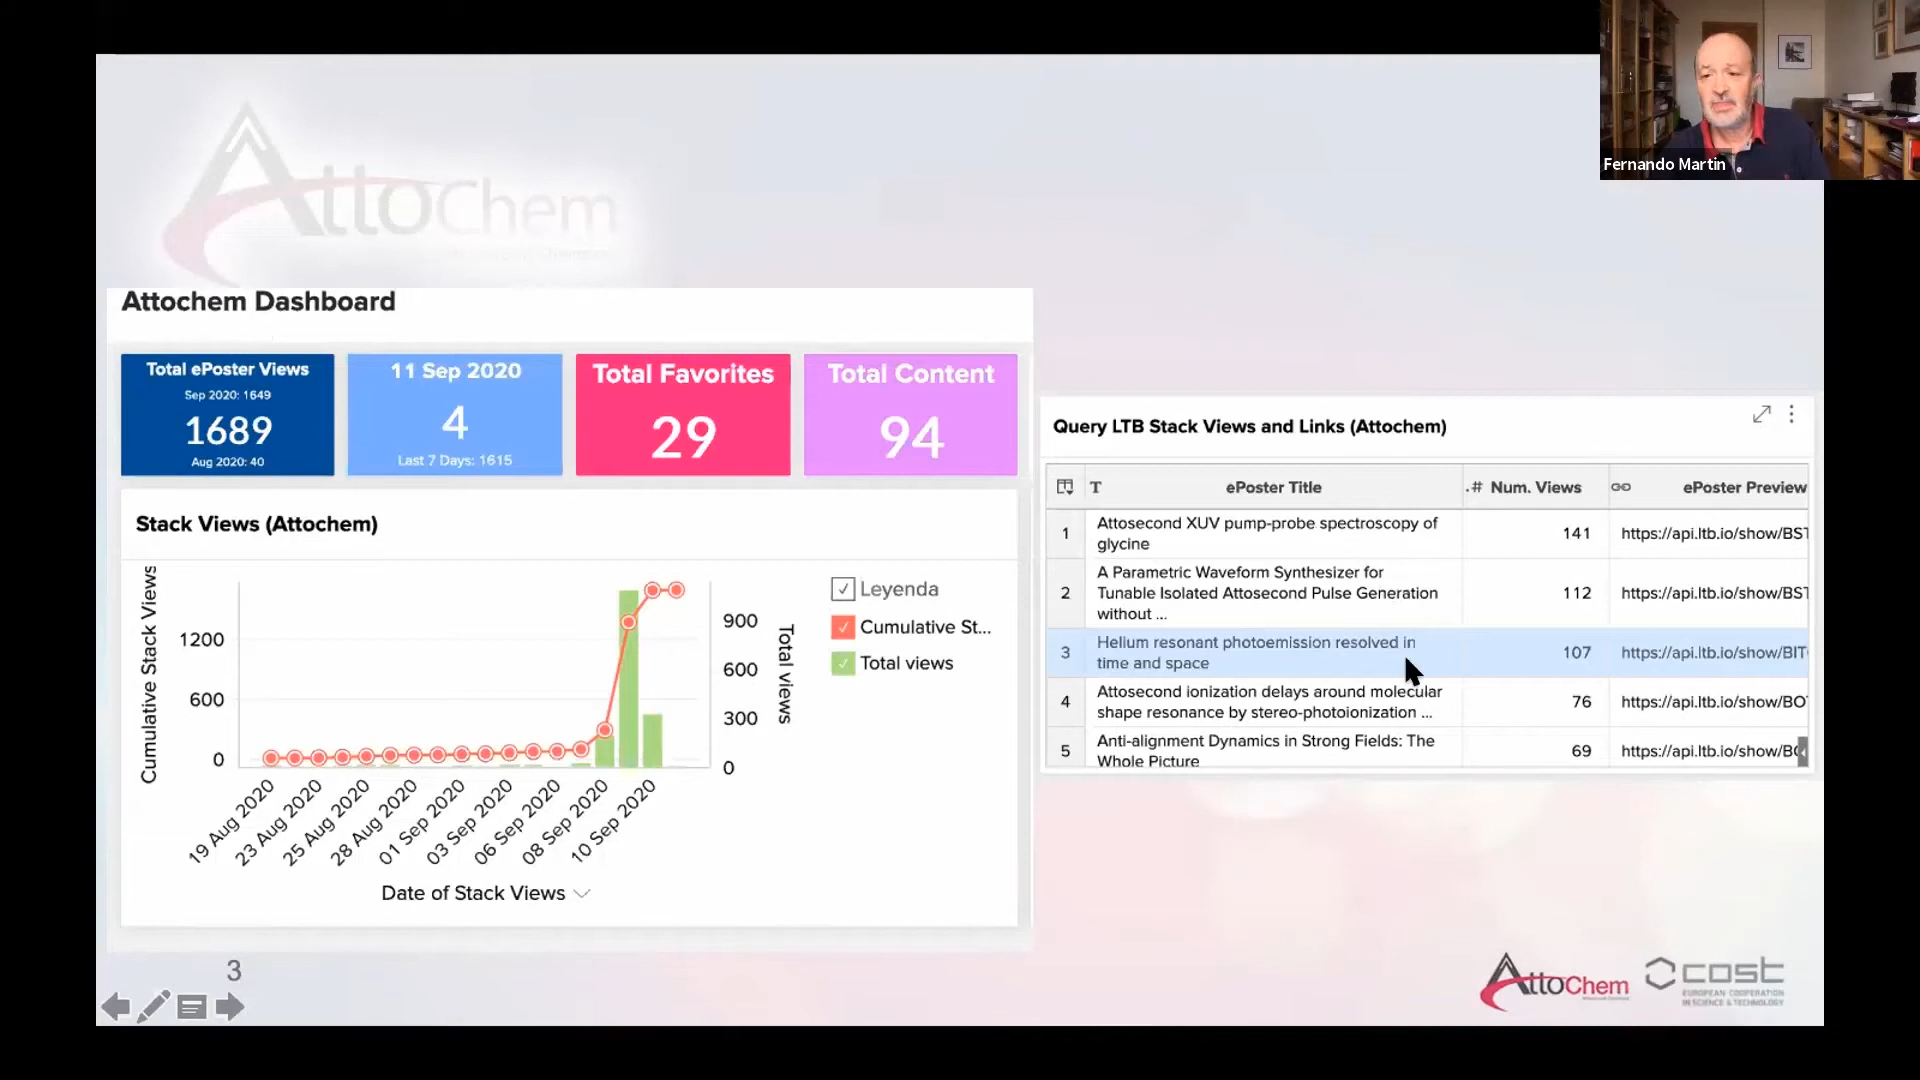 Fernando Martin
AttoChem
Attochem Dashboard
Total ePoster Views
Sep 2020: 1649
1689
Aug 2020: 40
11 Sep 2020
4
Last 7 Days: 1615
Total Favorites
29
Total Content
94
Stack Views (Attochem)
Cumulative Stack Views
1200
600
0
900
600
300
0
Total views
Leyenda
Cumulative St...
Total views
19 Aug 2020
23 Aug 2020
25 Aug 2020
28 Aug 2020
01 Sep 2020
03 Sep 2020
06 Sep 2020
08 Sep 2020
10 Sep 2020
Date of Stack Views
Query LTB Stack Views and Links (Attochem)
T ePoster Title .# Num. Views ePoster Preview
1 Attosecond XUV pump-probe spectroscopy of
glycine 141 https://api.ltb.io/show/BST
2 A Parametric Waveform Synthesizer for
Tunable Isolated Attosecond Pulse Generation
without ... 112 https://api.ltb.io/show/BST
3 Helium resonant photoemission resolved in
time and space 107 https://api.ltb.io/show/BIT
4 Attosecond ionization delays around molecular
shape resonance by stereo-photoionization ... 76 https://api.ltb.io/show/BO
5 Anti-alignment Dynamics in Strong Fields: The
Whole Picture 69 https://api.ltb.io/show/B
3
AttoChem
cost
EUROPEAN COOPERATION
IN SCIENCE & TECHNOLOGY